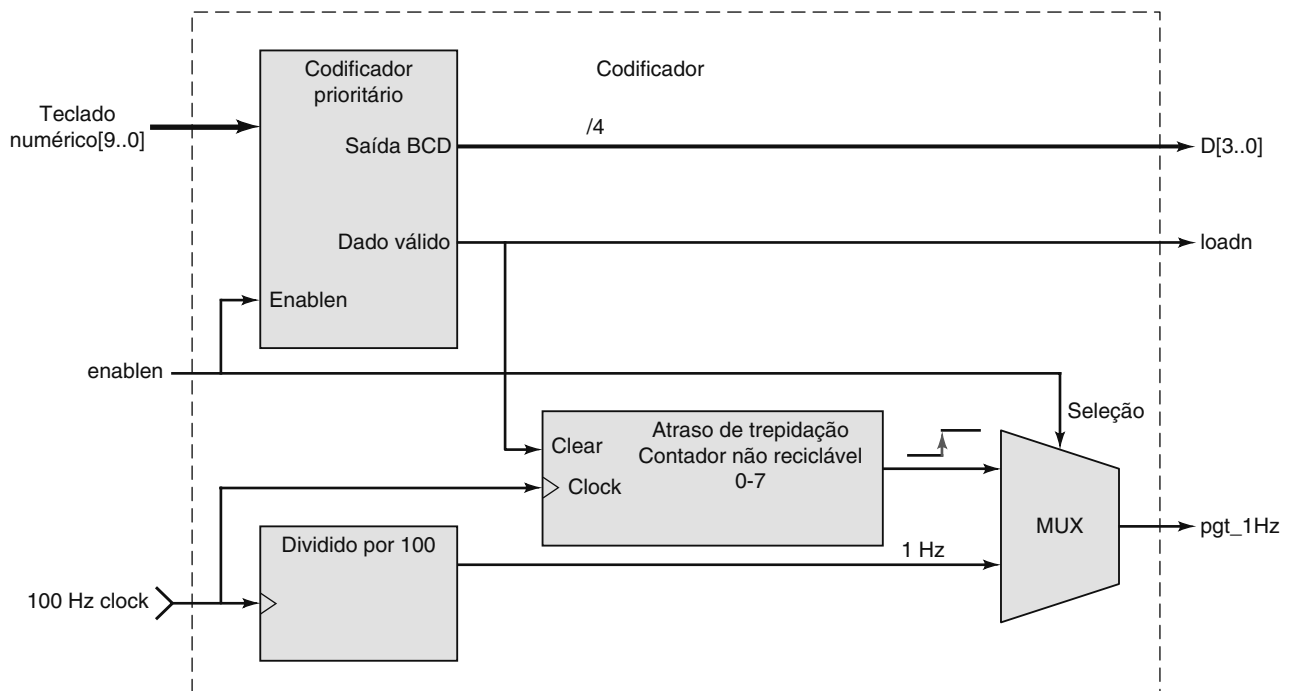 Codificador
prioritário
Codificador
Teclado
numérico[9..0]
/4
Saída BCD
D[3..0]
Dado válido
loadn
Enablen
enablen
Seleção
Atraso de trepidação
Contador não reciclável
0-7
Clear
Clock
MUX
pgt_1Hz
Dividido por 100
1 Hz
100 Hz clock